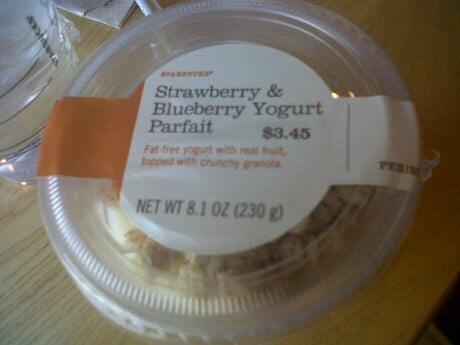 STARBUCKS®
Strawberry &
Blueberry Yogurt
Parfait $3.45
Fat-free yogurt with real fruit,
topped with crunchy granola.
NET WT 8.1 OZ (230 g)